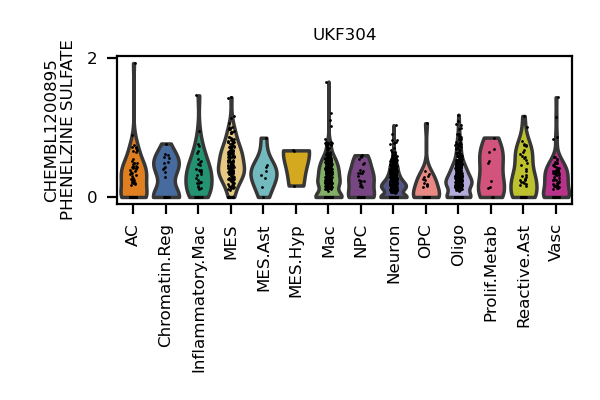 UKF304
CHEMBL1200895
PHENELZINE SULFATE
2
0
AC
Chromatin.Reg
Inflammatory.Mac
MES
MES.Ast
MES.Hyp
Mac
NPC
Neuron
OPC
Oligo
Prolif.Metab
Reactive.Ast
Vasc